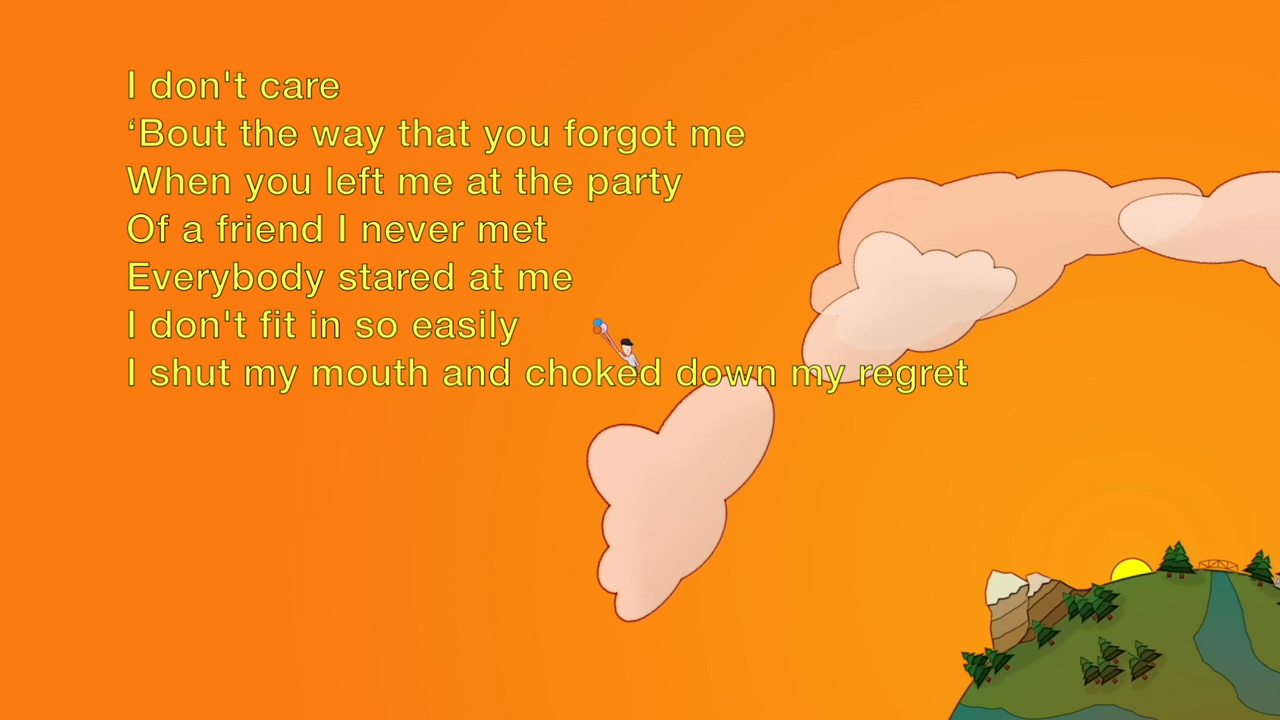 I don't care
‘Bout the way that you forgot me
When you left me at the party
Of a friend I never met
Everybody stared at me
I don't fit in so easily
I shut my mouth and choked down my regret